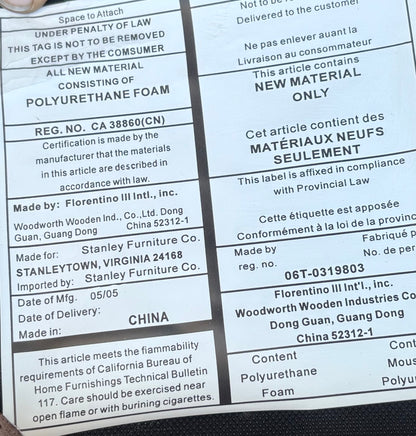 Space to Attach
UNDER PENALTY OF LAW
THIS TAG IS NOT TO BE REMOVED
EXCEPT BY THE COMSUMER
ALL NEW MATERIAL
CONSISTING OF
POLYURETHANE FOAM
REG. NO. CA 38860(CN)
Certification is made by the
manufacturer that the materials
in this article are described in
accordance with law.
Made by: Florentino III Intl., inc.
Woodworth Wooden Ind., Co.,Ltd. Dong
Guan, Guang Dong China 52312-1
Made for: Stanley Furniture Co.
STANLEYTOWN, VIRGINIA 24168
Imported by: Stanley Furniture Co.
Date of Mfg. 05/05
Date of Delivery:
Made in: CHINA
This article meets the fiammability
requirements of California Bureau of
Home Furnishings Technical Bulletin
117. Care should be exercised near
open flame or with burining cigarettes.
Not to be
Delivered to the customer
Ne pas enlever auant la
Livraison au consommateur
This article contains
NEW MATERIAL
ONLY
Cet article contient des
MATÉRIAUX NEUFS
SEULEMENT
This label is affixed in compliance
with Provincial Law
Cette étiquette est apposée
Conformément à la loi de la provinc
Made by Fabriqué p
reg. no. No. de per
06T-0319803
Florentino III Int'l., inc.
Woodworth Wooden Industries Co
Dong Guan, Guang Dong
China 52312-1
Content Cont
Polyurethane Mous
Foam Polyu